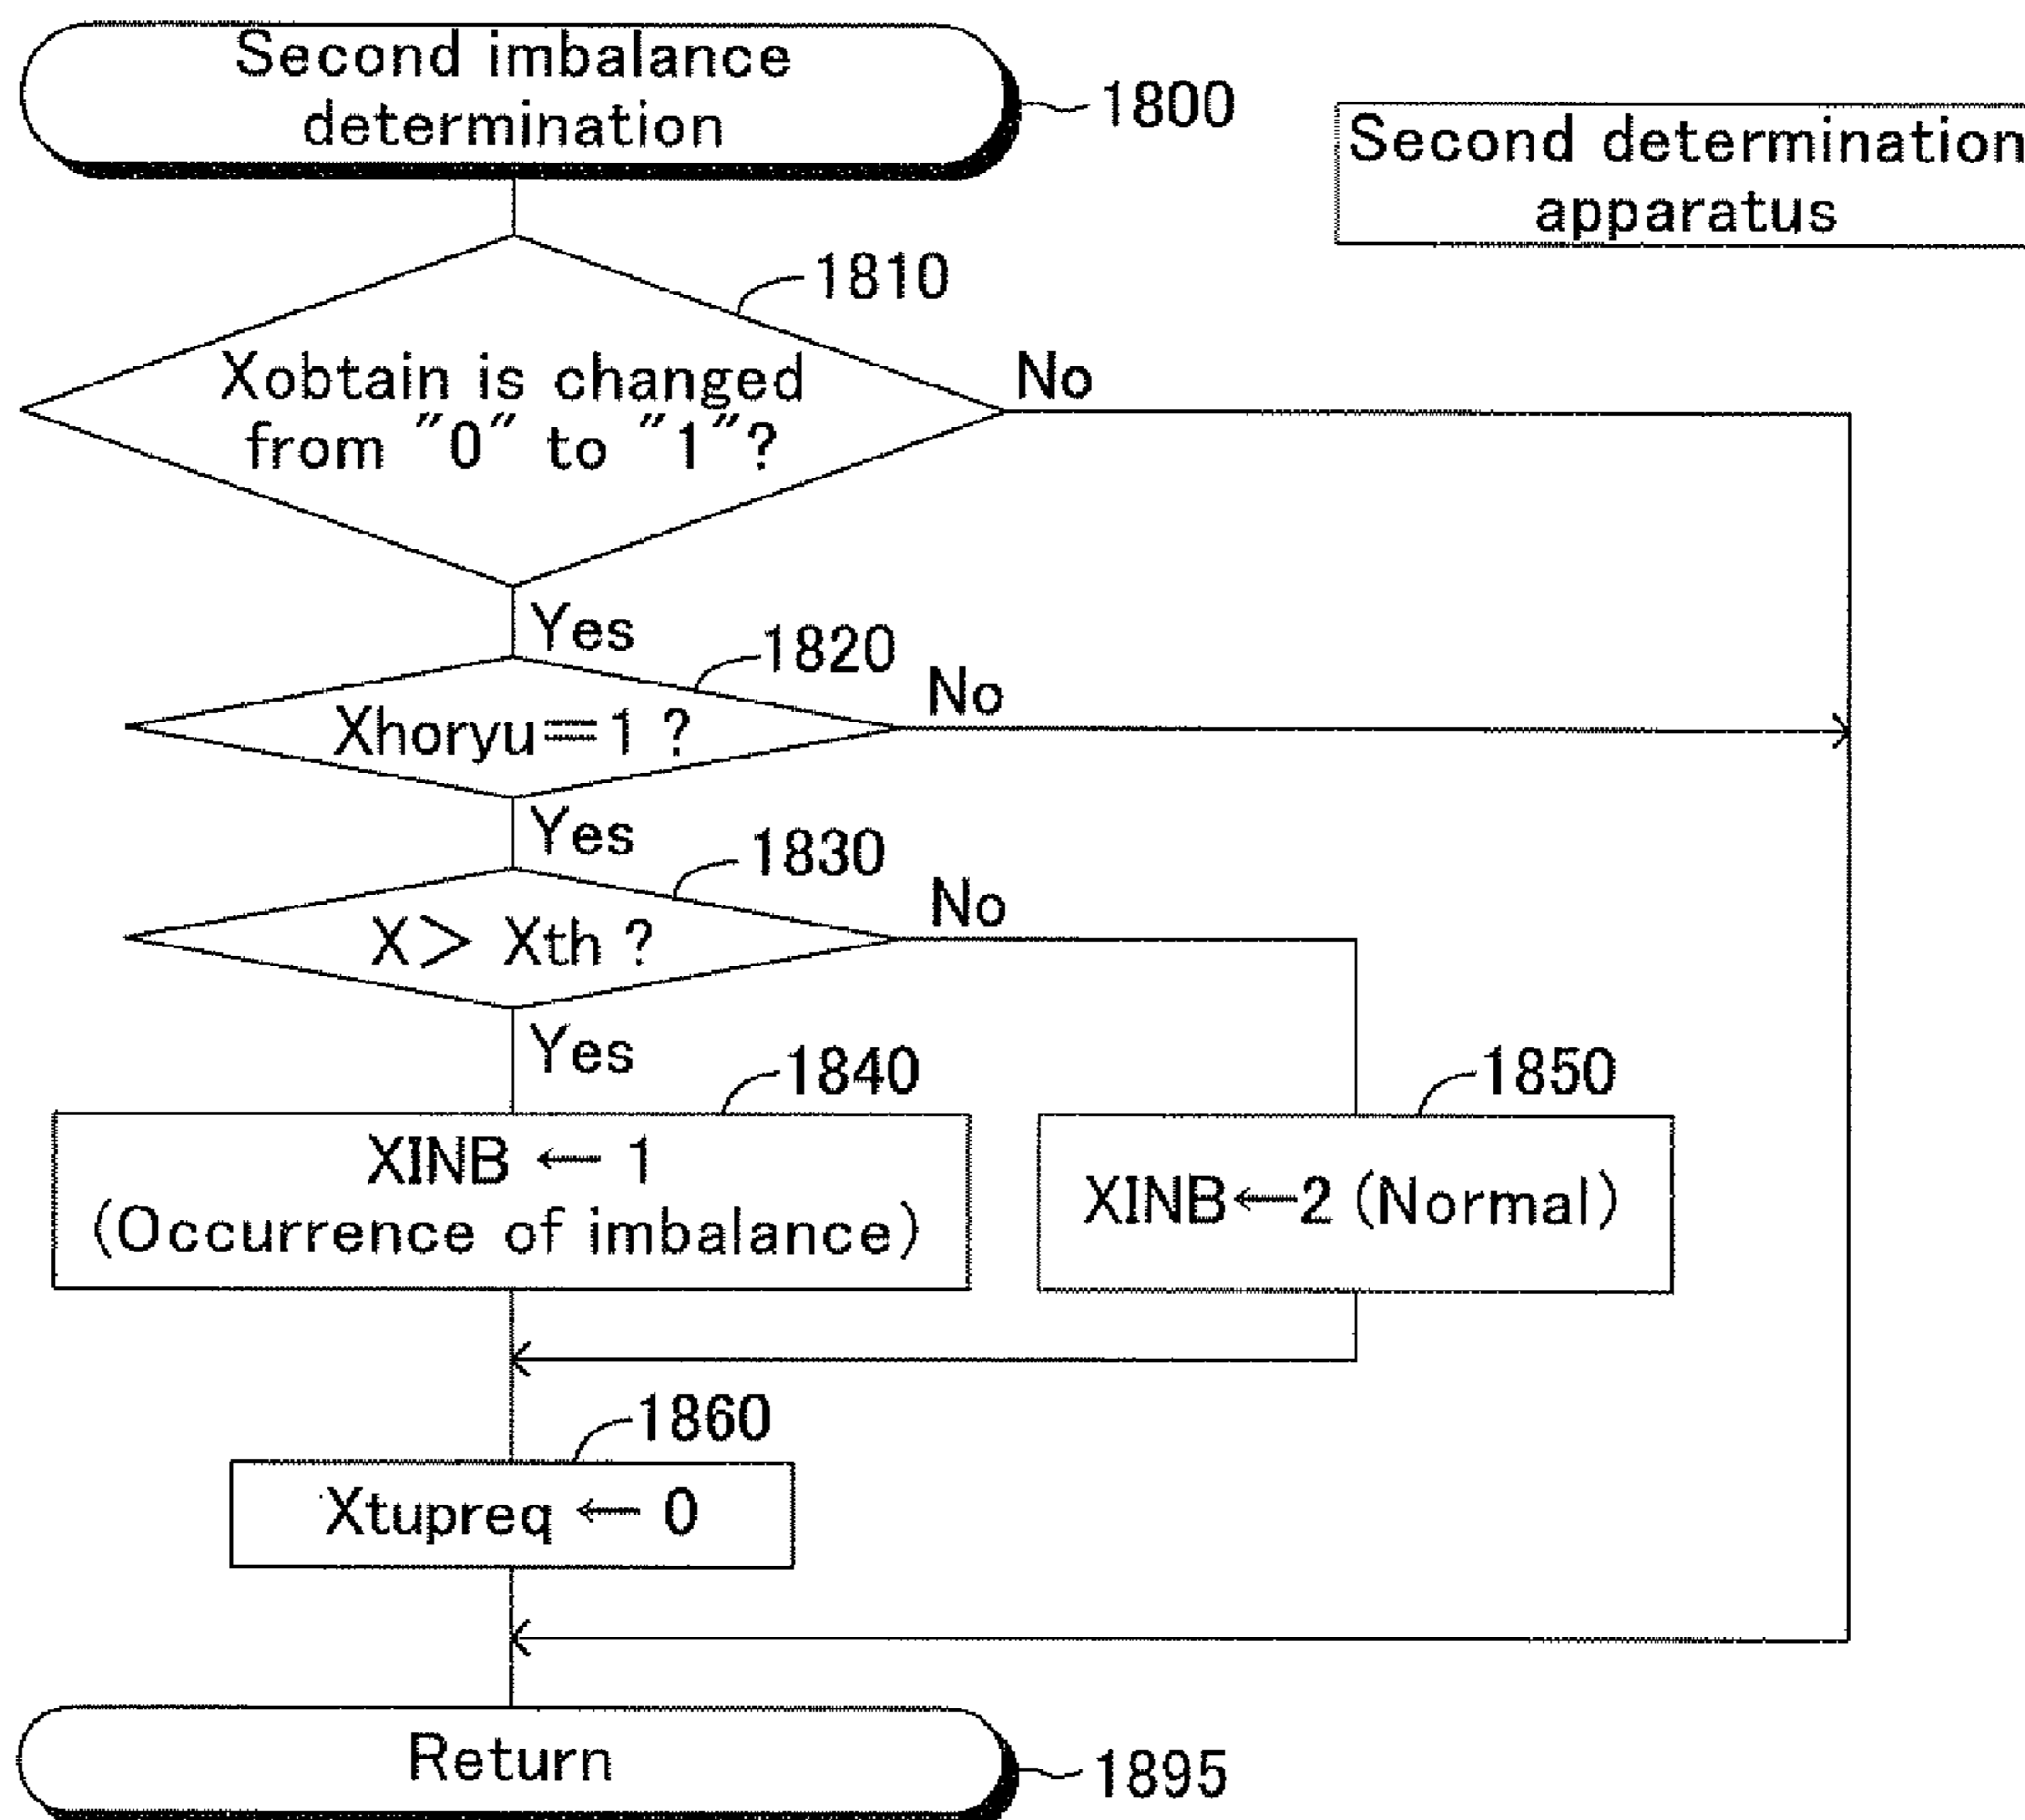 Second imbalance
determination
1800
Second determination
apparatus
1810
Xobtain is changed
from "0" to "1"?
No
Yes
1820
Xhoryu=1 ?
No
Yes
1830
X> Xth ?
No
Yes
1840
XINB ← 1
(Occurrence of imbalance)
1850
XINB←2 (Normal)
1860
Xtupreq ← 0
Return
1895